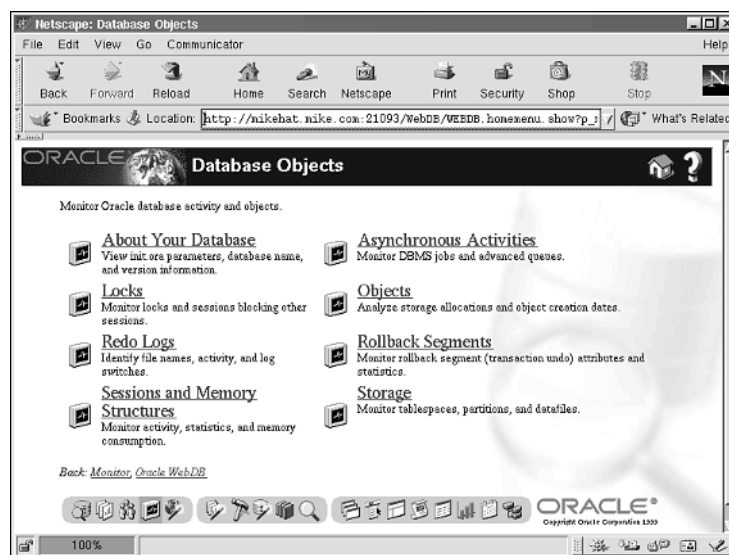 Netscape: Database Objects
File Edit View Go Communicator Help
Back Forward Reload Home Search Netscape Print Security Shop Stop
N
Bookmarks Location: http://mikehat.mike.com:21093/WebDB/WEBDB.homemenu.show?p_ What's Related
ORACLE Database Objects
Monitor Oracle database activity and objects.
About Your Database
View init.ora parameters, database name,
and version information.
Asynchronous Activities
Monitor DBMS jobs and advanced queues.
Locks
Monitor locks and sessions blocking other
sessions.
Objects
Analyze storage allocations and object creation dates.
Redo Logs
Identify file names, activity, and log
switches.
Rollback Segments
Monitor rollback segment (transaction undo) attributes and
statistics.
Sessions and Memory
Structures
Monitor activity, statistics, and memory
consumption.
Storage
Monitor tablespaces, partitions, and datafiles.
Back: Monitor, Oracle WebDB
ORACLE®
Copyright Oracle Corporation 1999
100%